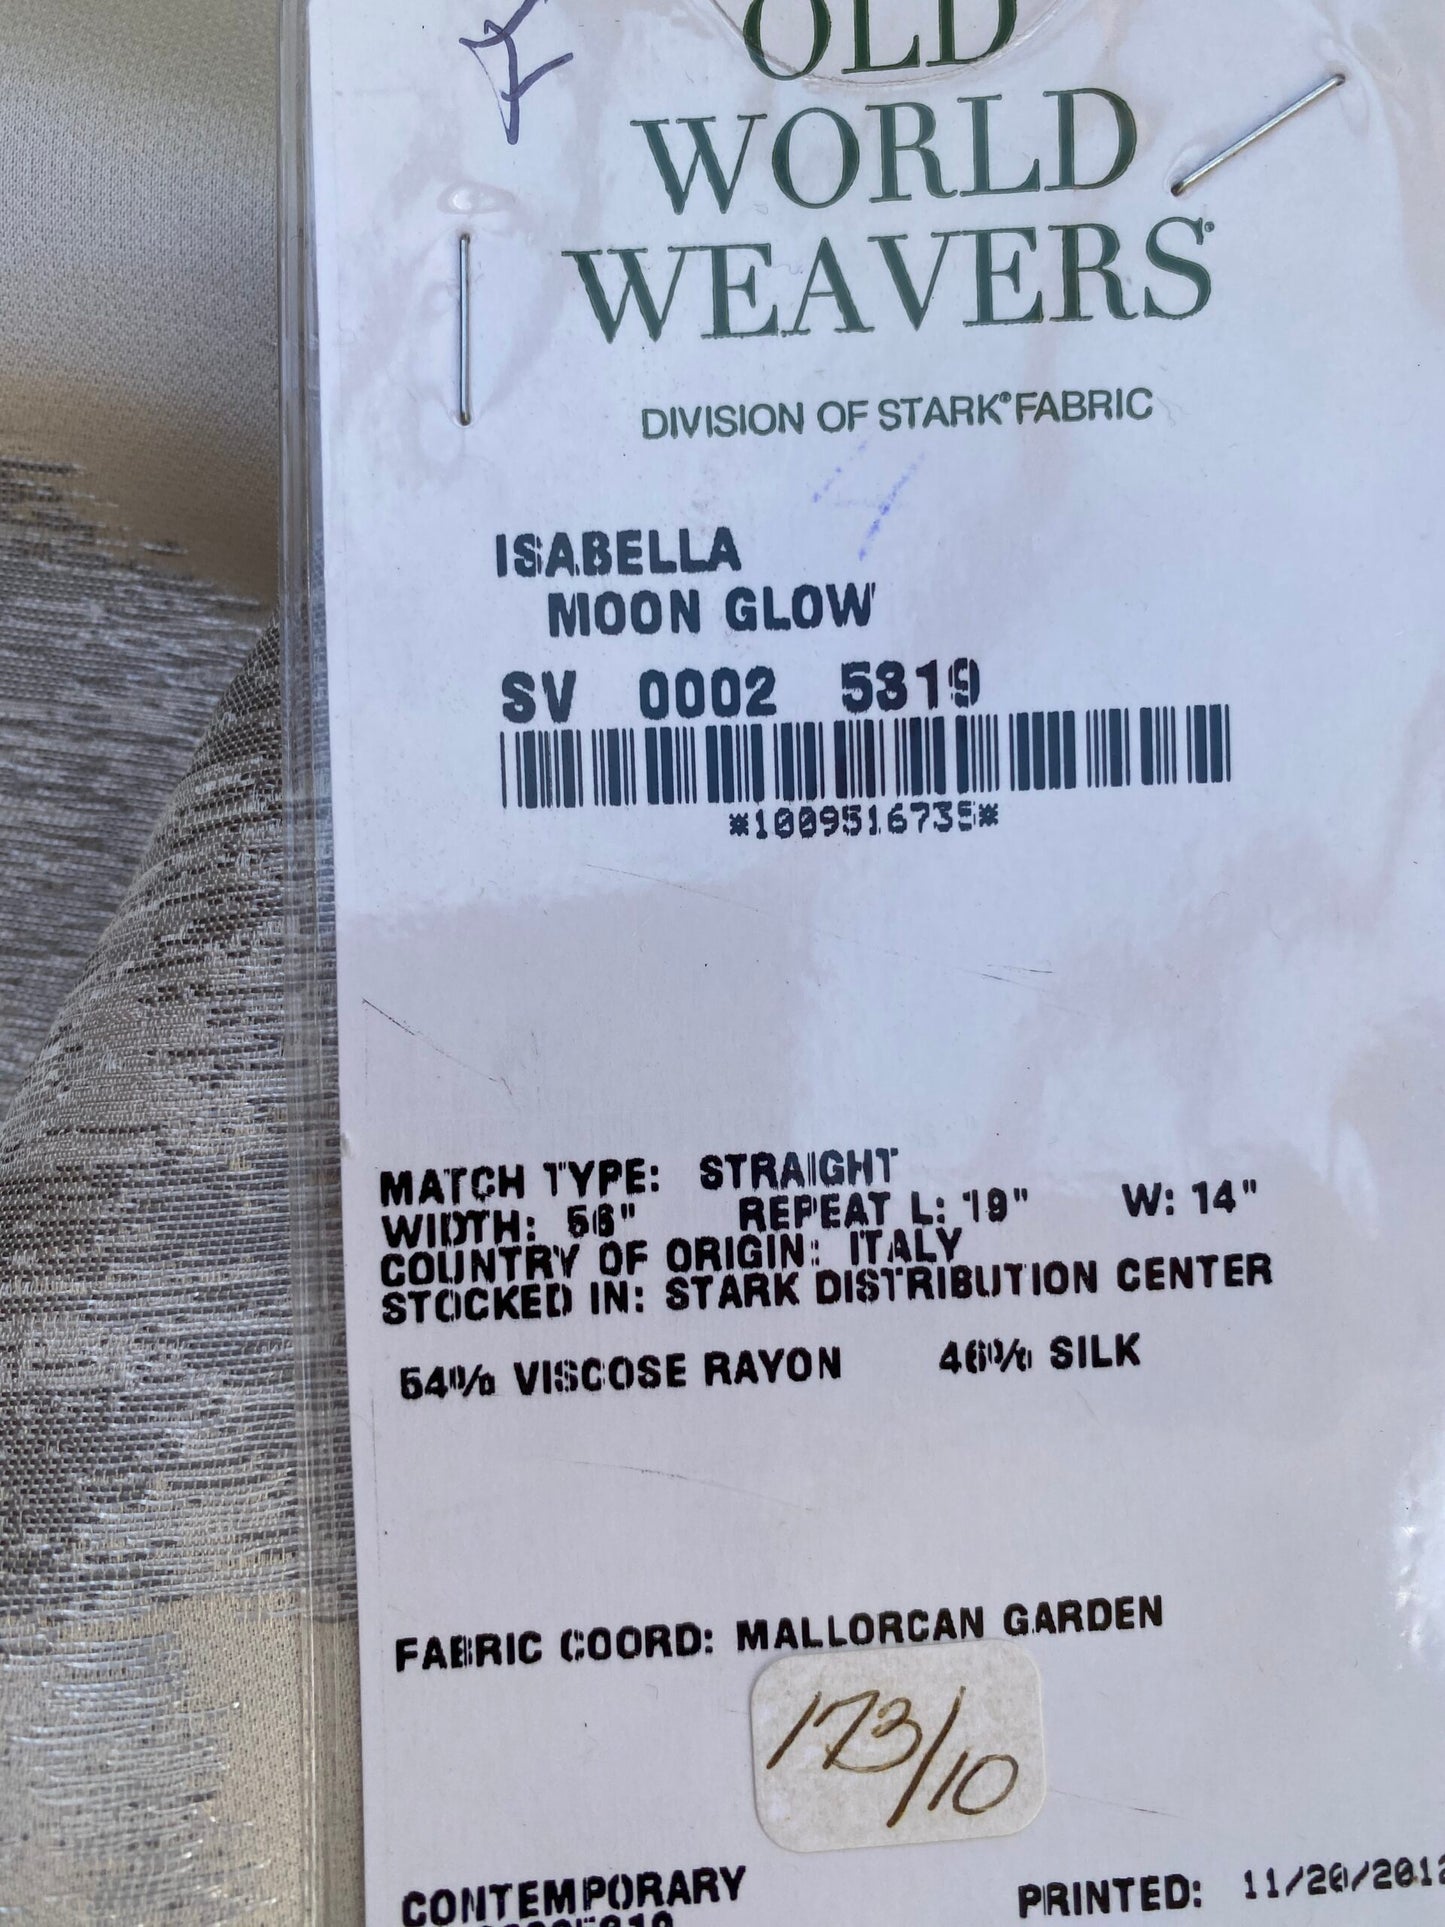 OLD
WORLD
WEAVERS®
DIVISION OF STARK® FABRIC
ISABELLA
MOON GLOW
SV 0002 5319
*1009516735*
MATCH TYPE: STRAIGHT
WIDTH: 56" REPEAT L: 19" W: 14"
COUNTRY OF ORIGIN: ITALY
STOCKED IN: STARK DISTRIBUTION CENTER
54% VISCOSE RAYON 46% SILK
FABRIC COORD: MALLORCAN GARDEN
173/10
CONTEMPORARY PRINTED: 11/20/2012